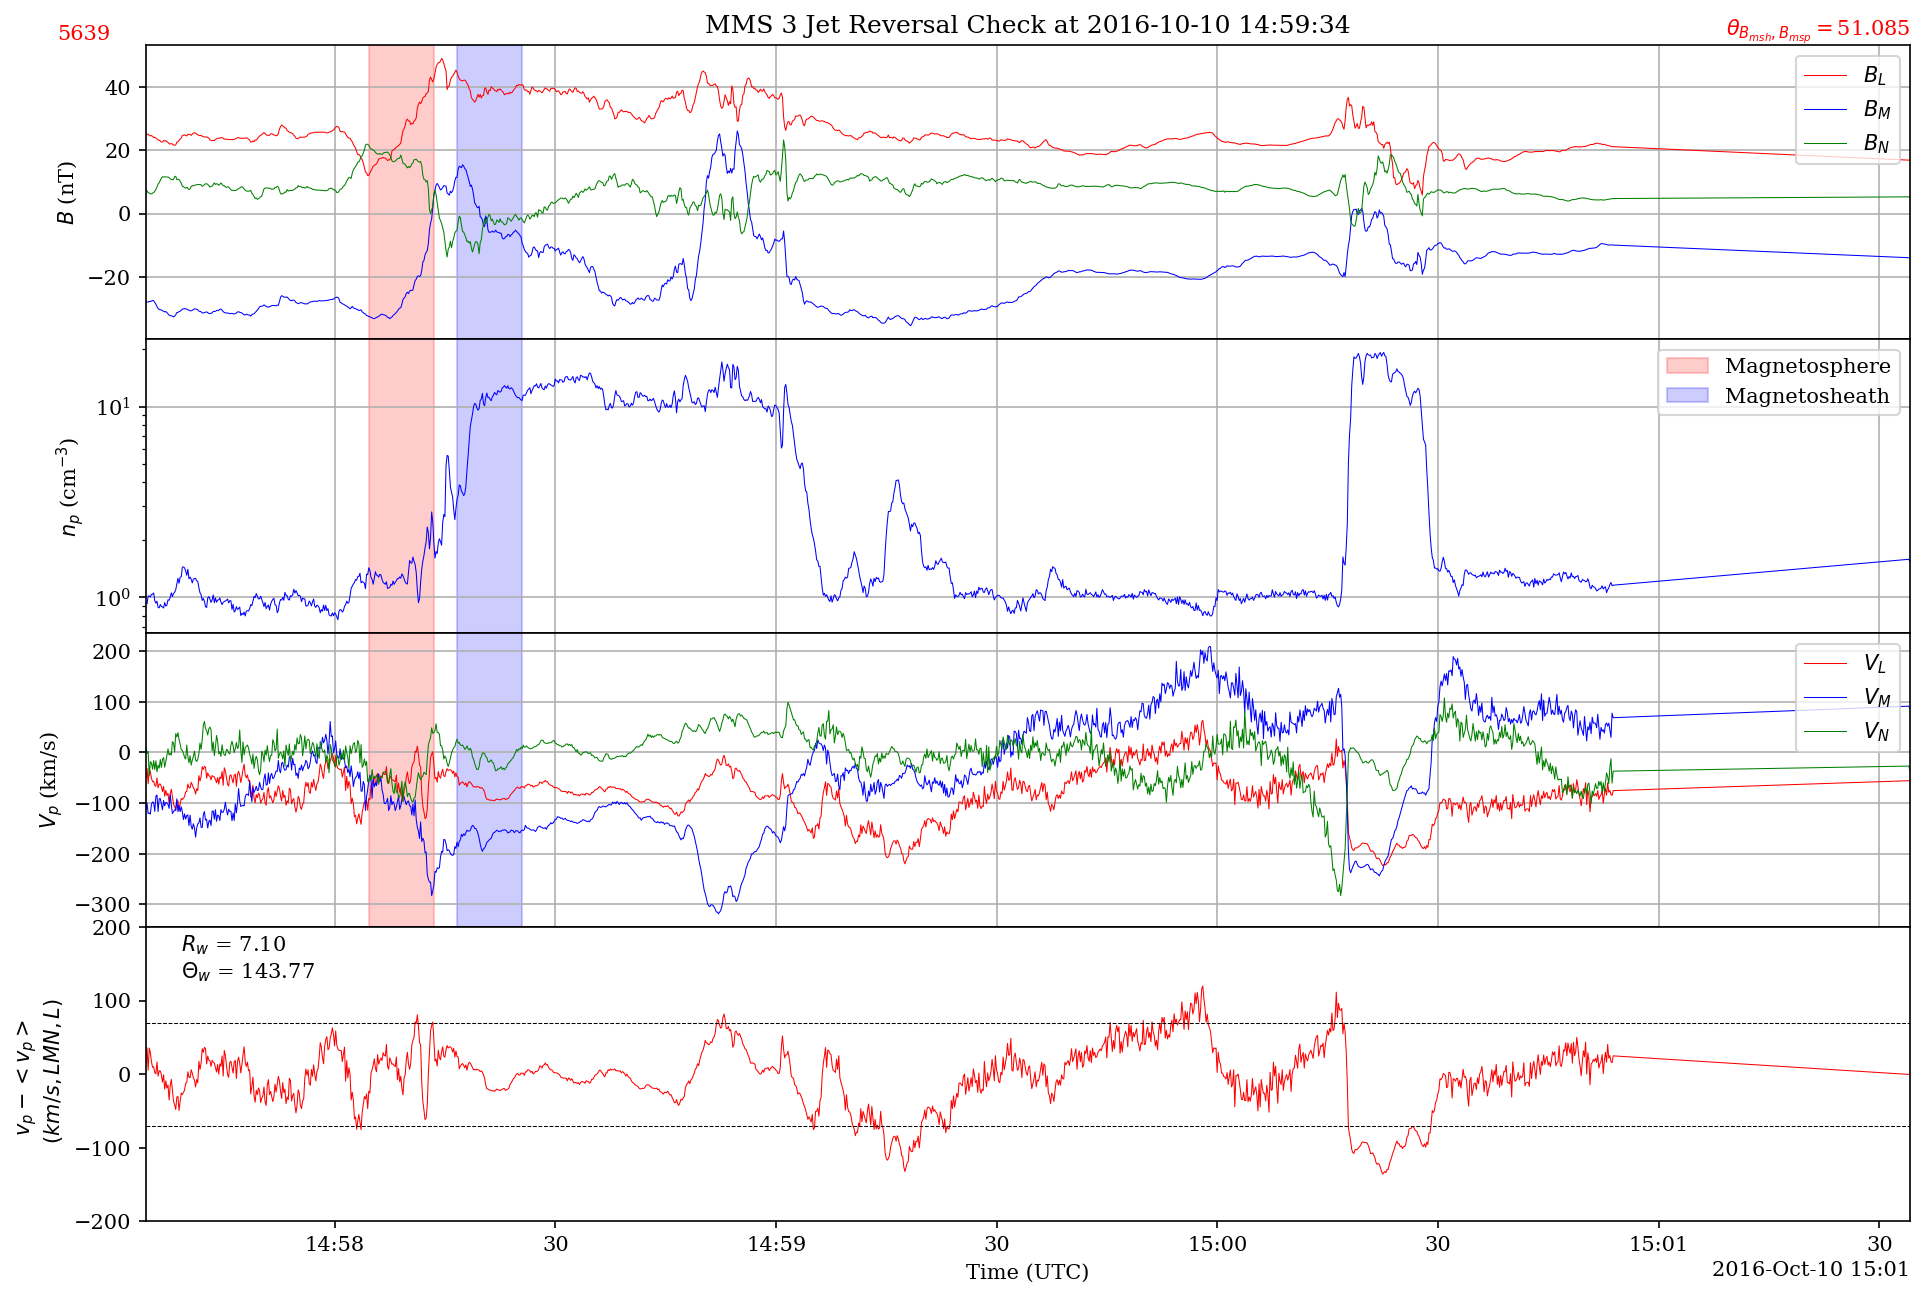 5639
MMS 3 Jet Reversal Check at 2016-10-10 14:59:34
θ_{B_{msh}, B_{msp}} = 51.085
40
20
0
−20
B (nT)
B_L
B_M
B_N
10^1
10^0
n_p (cm^{−3})
Magnetosphere
Magnetosheath
200
100
0
−100
−200
−300
V_p (km/s)
V_L
V_M
V_N
200
100
0
−100
−200
v_p − < v_p >
(km/s, LMN, L)
R_w = 7.10
Θ_w = 143.77
14:58
30
14:59
30
15:00
30
15:01
30
Time (UTC)
2016-Oct-10 15:01